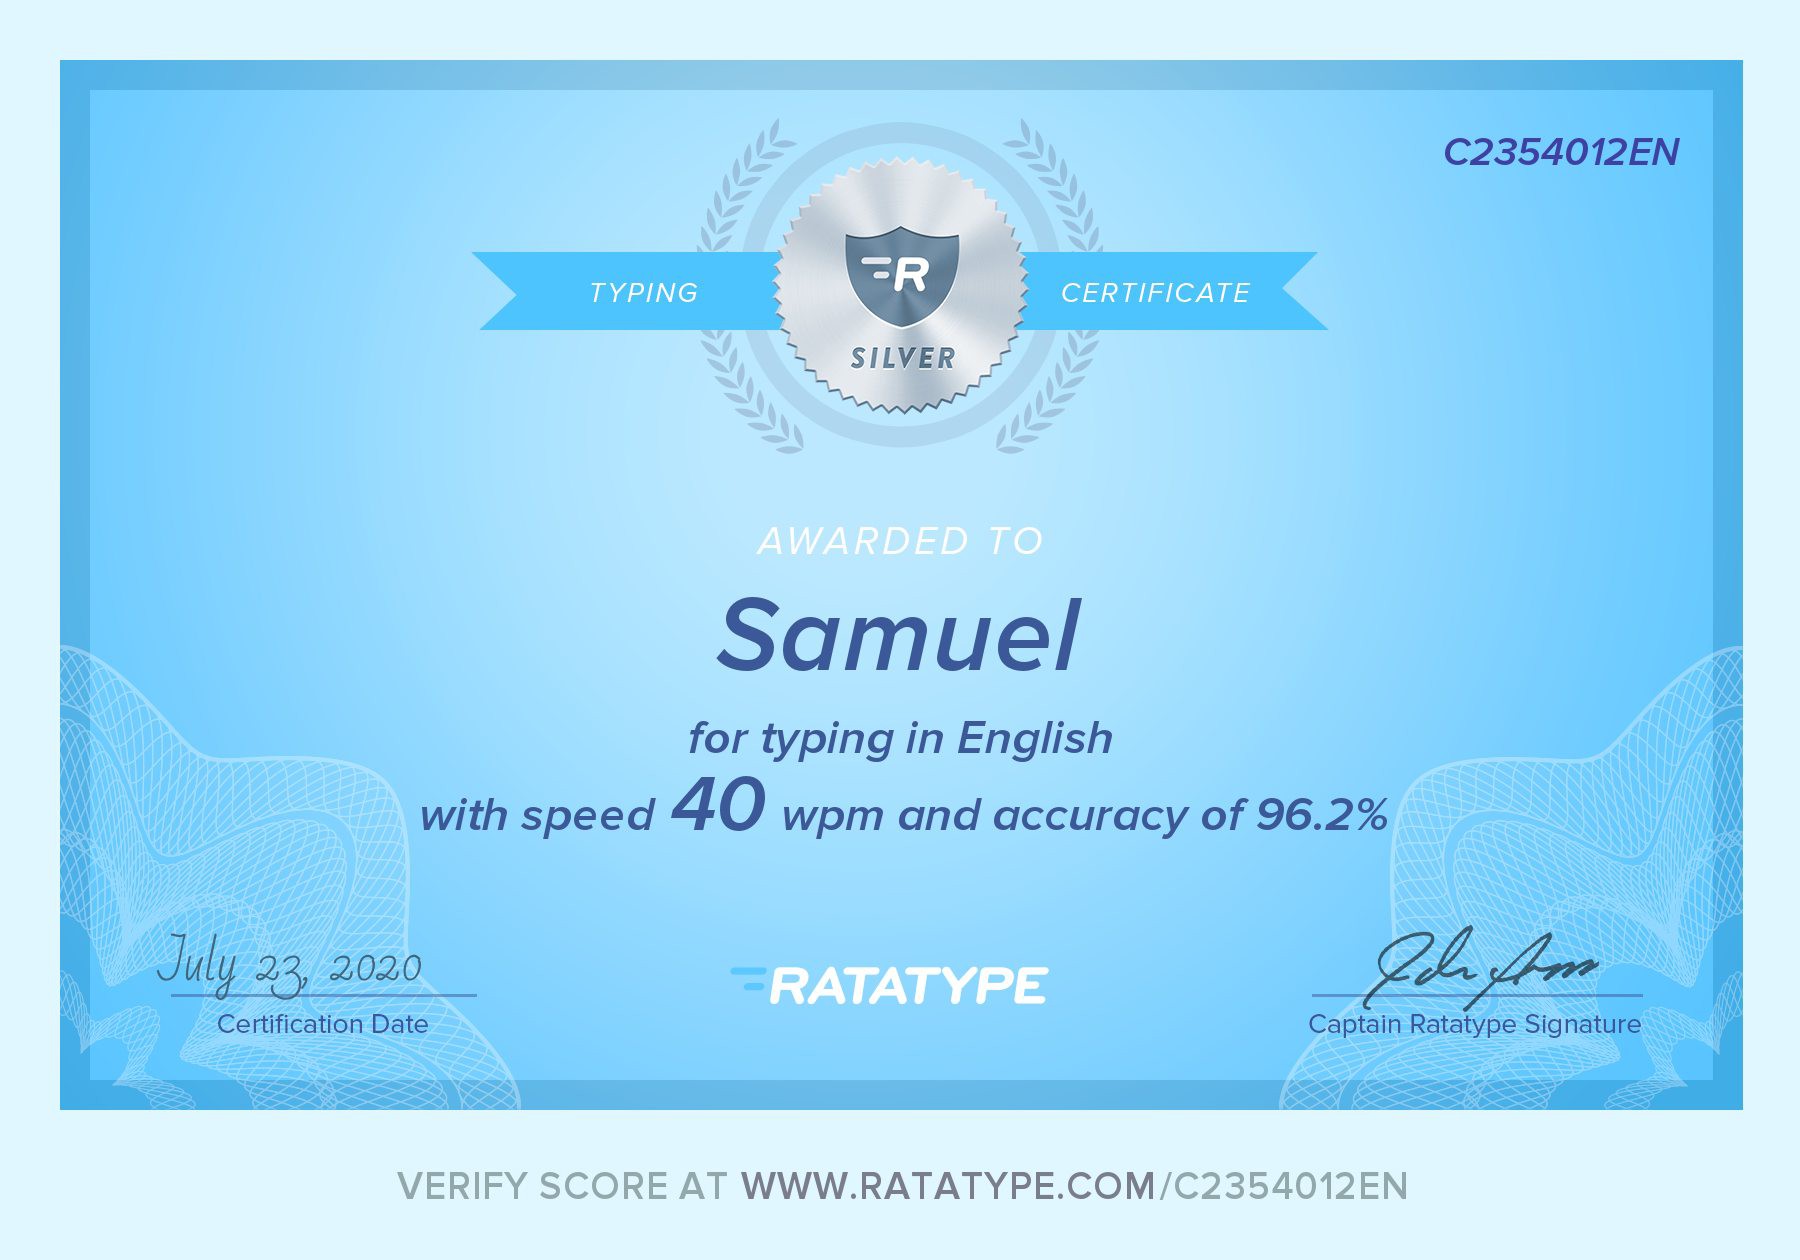 C2354012EN
TYPING
R
CERTIFICATE
SILVER
AWARDED TO
Samuel
for typing in English
with speed 40 wpm and accuracy of 96.2%
July 23, 2020
Certification Date
RATATYPE
Captain Ratatype Signature
VERIFY SCORE AT WWW.RATATYPE.COM/C2354012EN